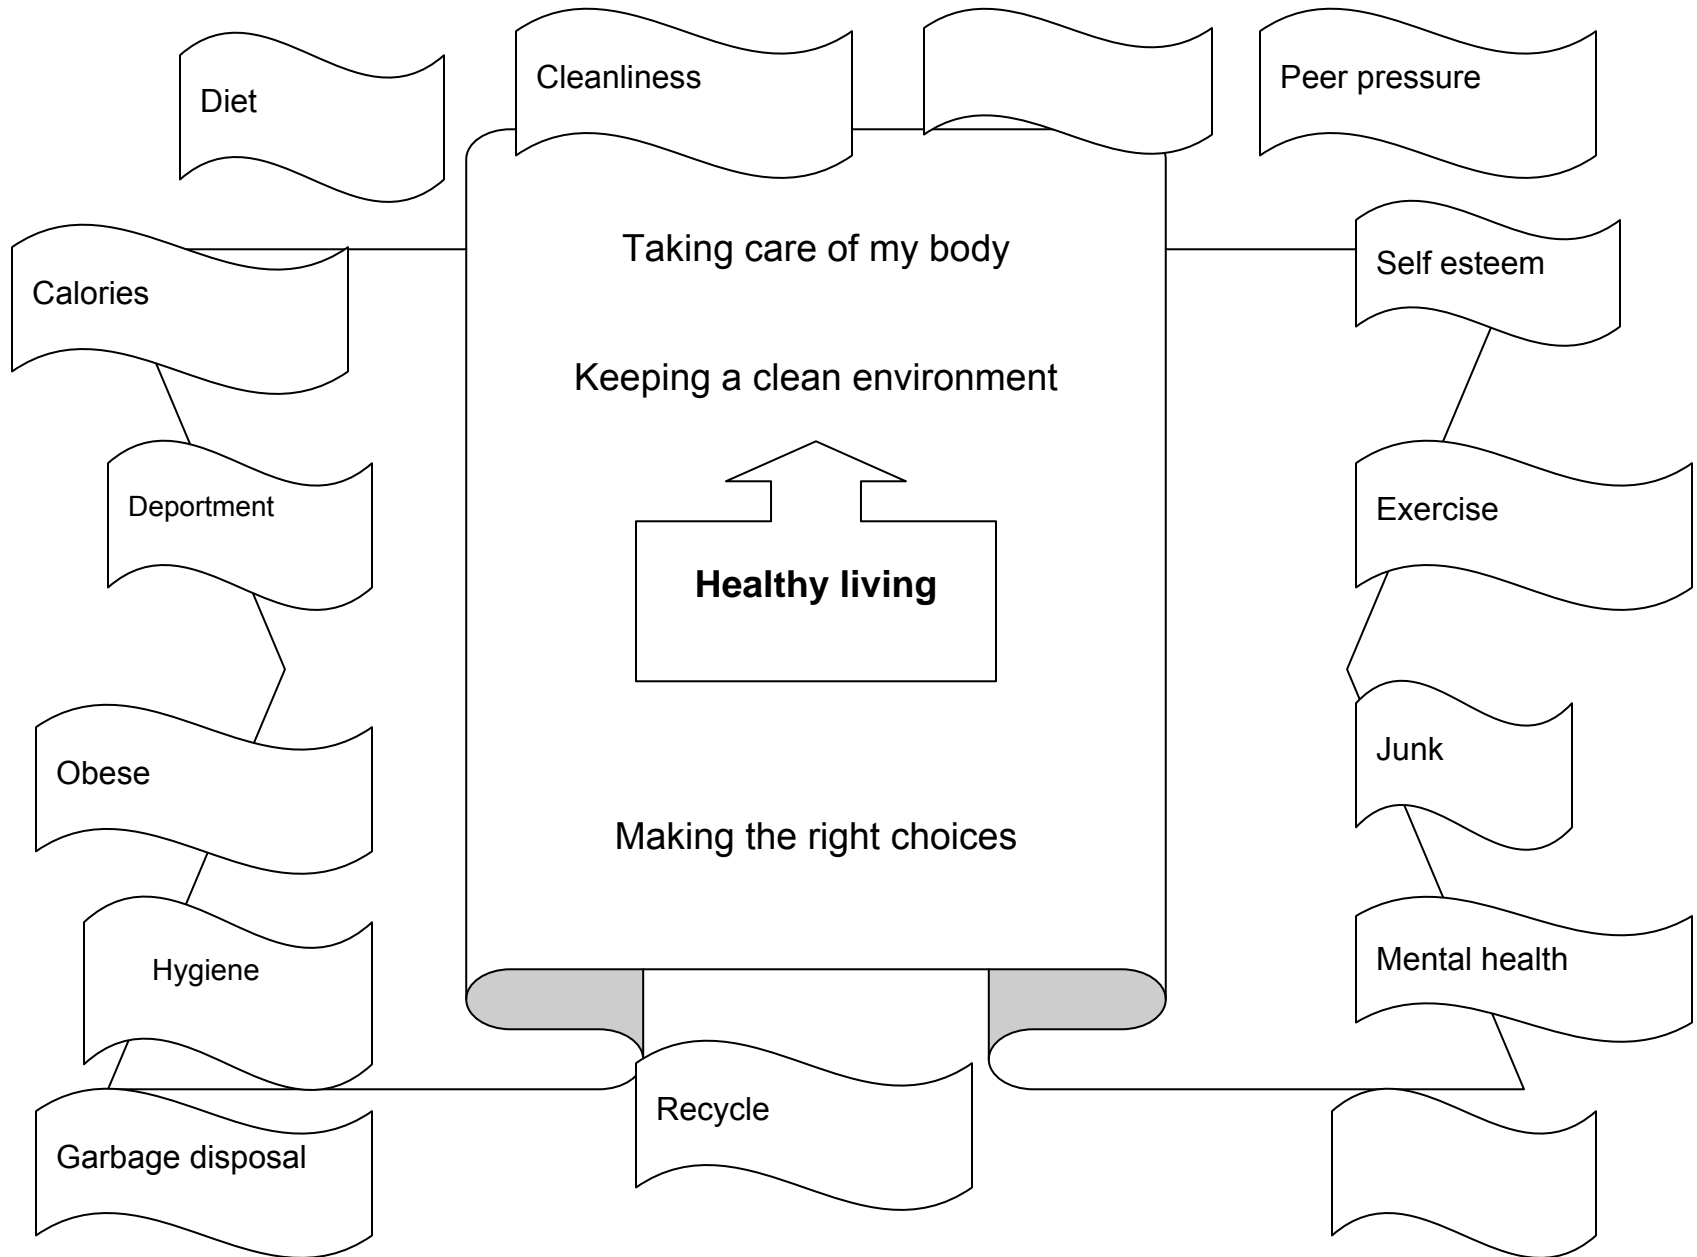 Diet
Cleanliness
Peer pressure
Calories
Taking care of my body
Self esteem
Keeping a clean environment
Deportment
Exercise
Healthy living
Obese
Junk
Making the right choices
Hygiene
Mental health
Garbage disposal
Recycle